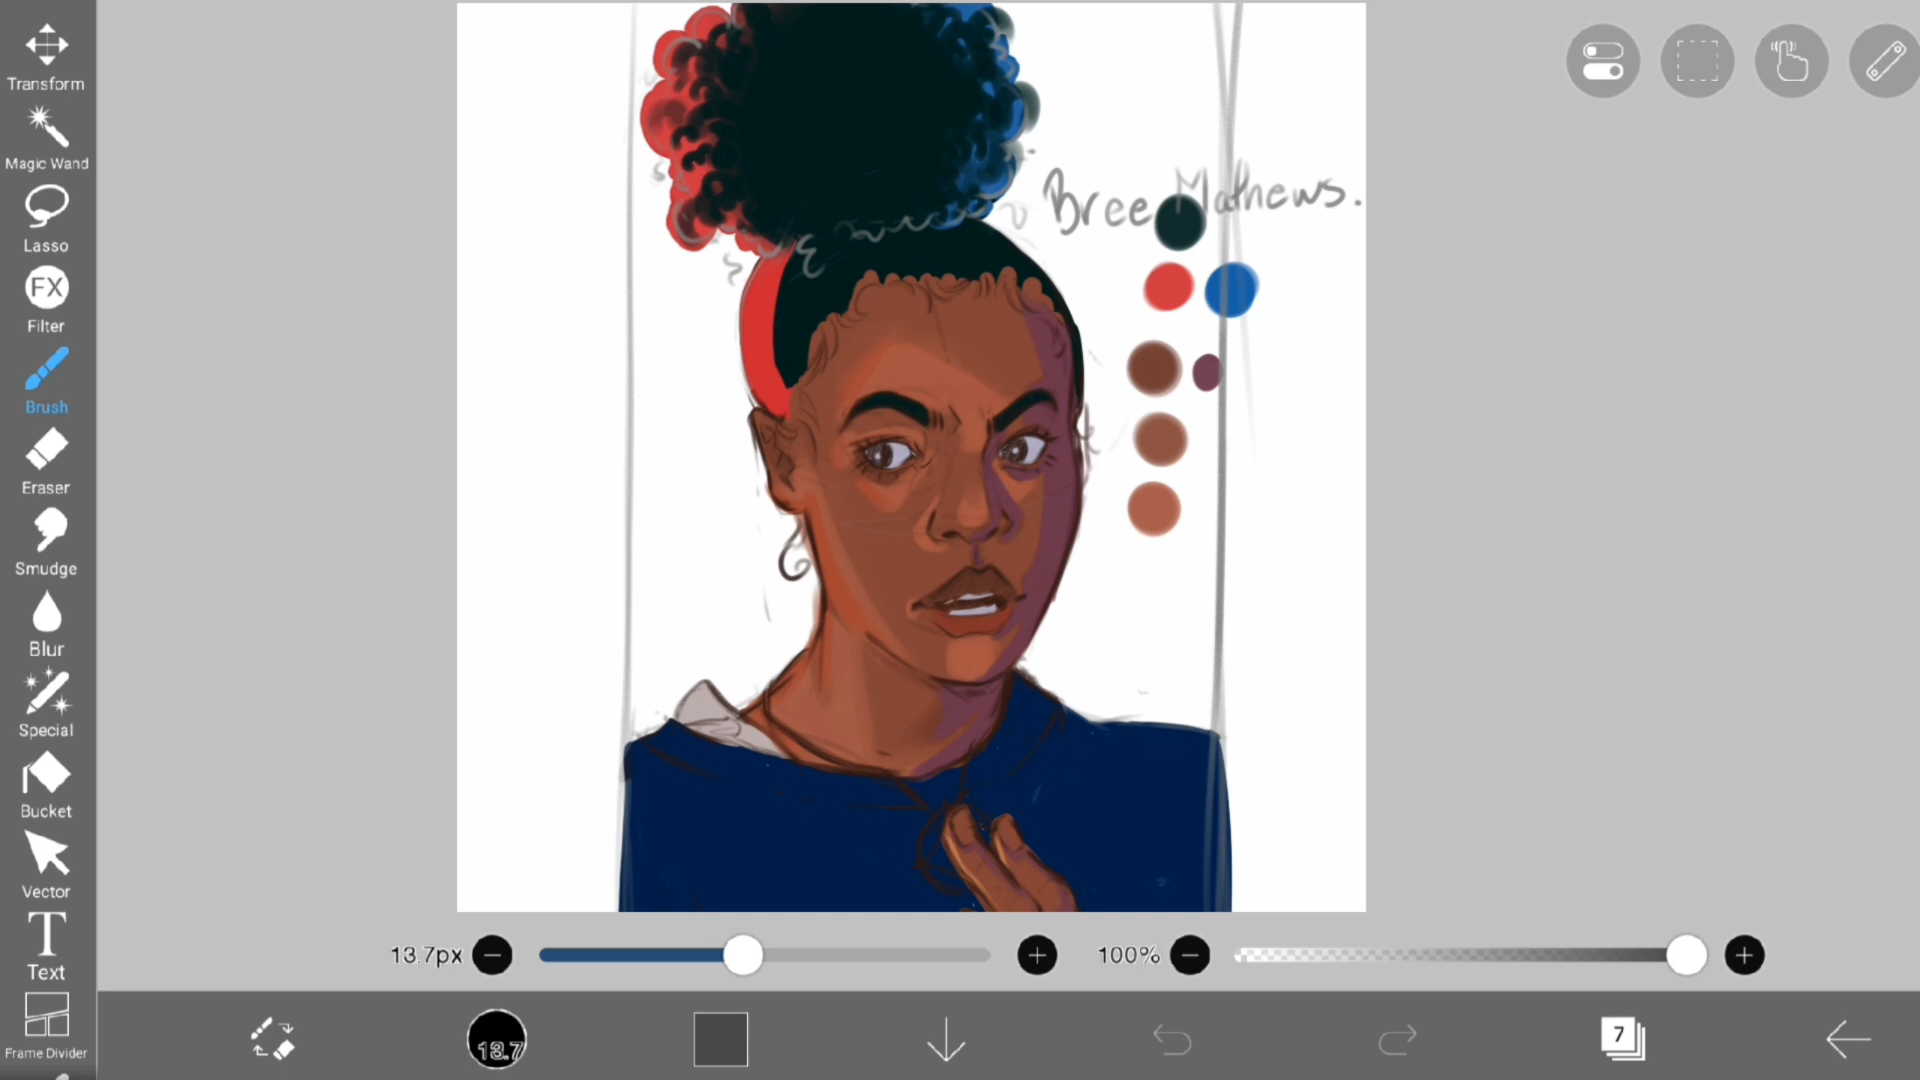 Transform
Magic Wand
Lasso
FX
Filter
Brush
Eraser
Smudge
Blur
Special
Bucket
Vector
T
Text
Frame Divider
Bree Mathews.
13.7px
100%
13.7
7